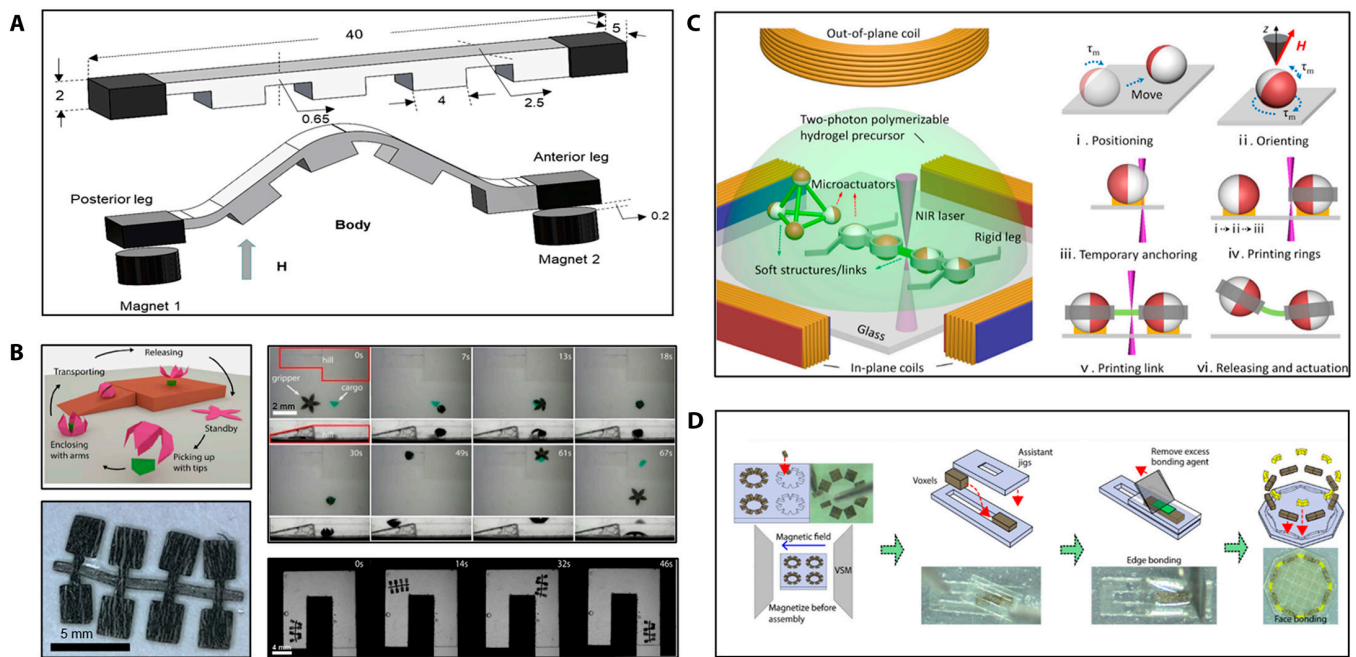 A
40
5
2
4
2.5
0.65
Anterior leg
Posterior leg
Body
0.2
H
Magnet 2
Magnet 1
B
Releasing
Transporting
Standby
Enclosing
with arms
Picking up
with tips
5 mm
hill
0s
7s
13s
18s
gripper
cargo
2 mm
30s
49s
61s
67s
0s
14s
32s
46s
4 mm
C
Out-of-plane coil
Two-photon polymerizable
hydrogel precursor
Microactuators
NIR laser
Rigid leg
Soft structures/links
Glass
In-plane coils
τm
Move
i . Positioning
z
H
τm
τm
ii . Orienting
iii . Temporary anchoring
i→ii→iii
iv . Printing rings
v . Printing link
vi . Releasing and actuation
D
Assistant
jigs
Voxels
Remove excess
bonding agent
Magnetic field
VSM
Magnetize before
assembly
Edge bonding
Face bonding